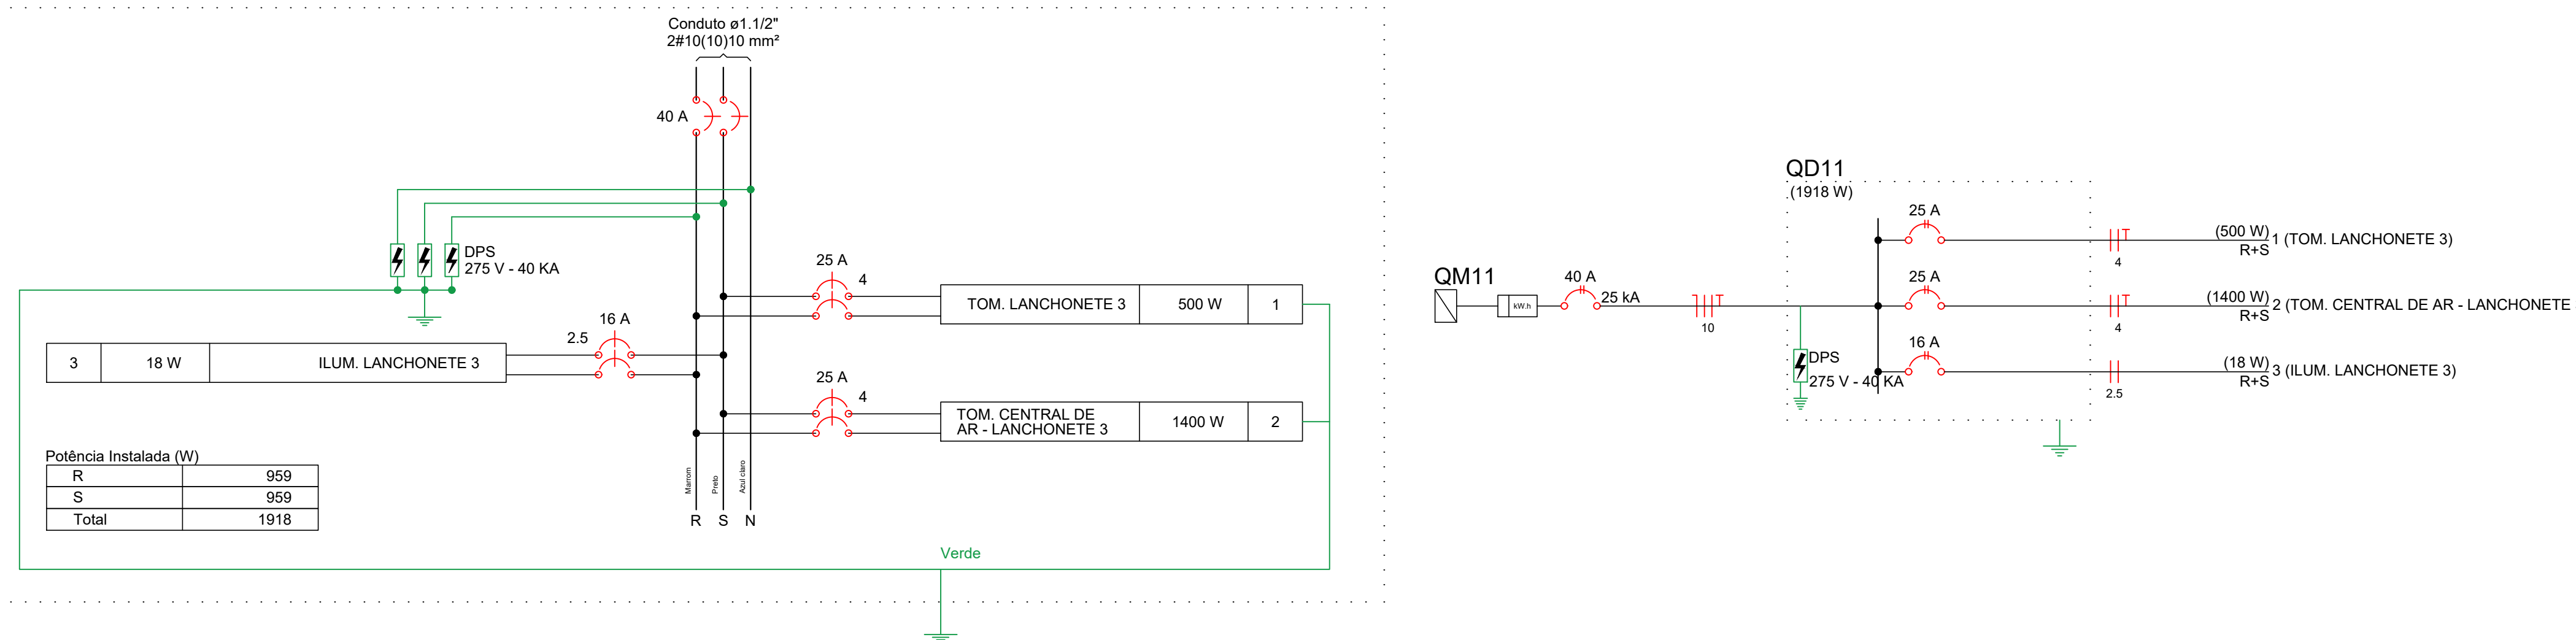 Conduto ø1.1/2"
2#10(10)10 mm²
40 A
DPS
275 V - 40 KA
25 A
4
TOM. LANCHONETE 3 500 W 1
16 A
2.5
3 18 W ILUM. LANCHONETE 3
25 A
4
TOM. CENTRAL DE
AR - LANCHONETE 3
1400 W 2
Potência Instalada (W)
R 959
S 959
Total 1918
Marrom
Preto
Azul claro
R S N
Verde
QD11
(1918 W)
25 A
(500 W)
1 (TOM. LANCHONETE 3)
R+S
4
QM11
kW.h
40 A
25 kA
10
25 A
(1400 W)
2 (TOM. CENTRAL DE AR - LANCHONETE
R+S
4
DPS
275 V - 40 KA
16 A
(18 W)
3 (ILUM. LANCHONETE 3)
R+S
2.5